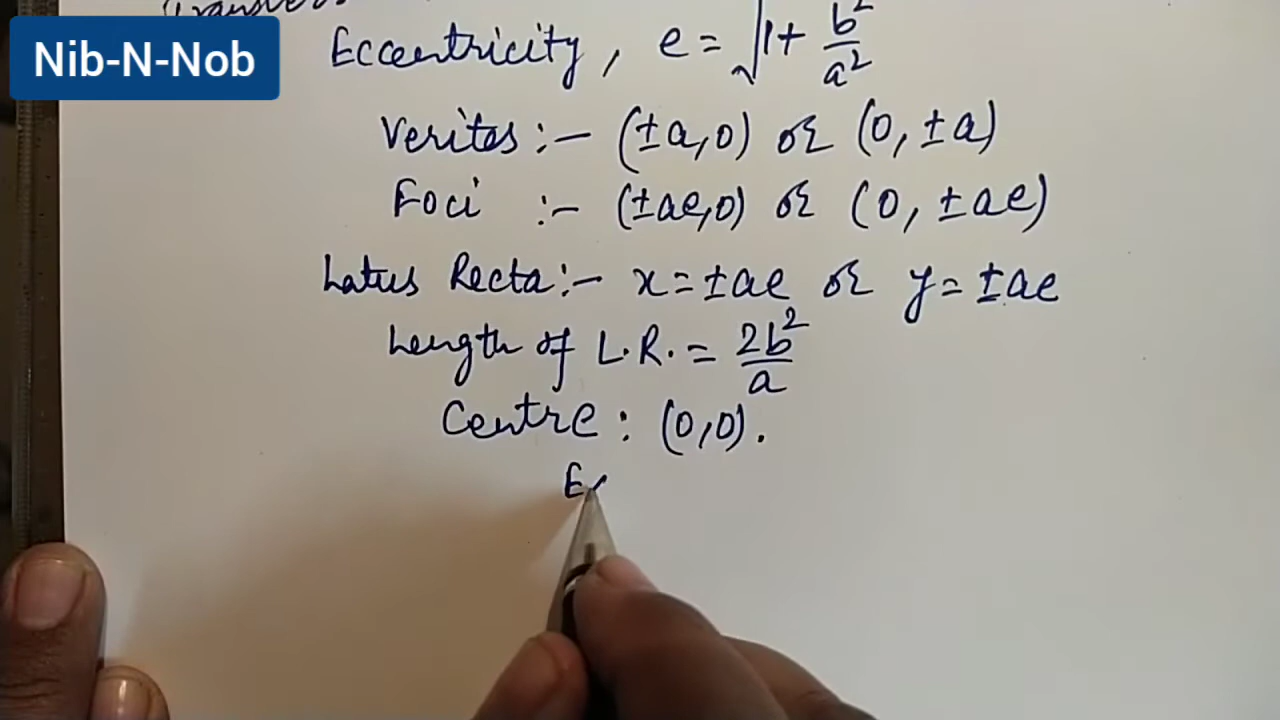 Nib-N-Nob
Eccentricity, e = √1 + b²/a²
Verites :- (±a,0) or (0, ±a)
Foci :- (±ae,0) or (0, ±ae)
Latus Recta :- x = ±ae or y = ±ae
Length of L.R. = 2b²/a
Centre : (0,0).